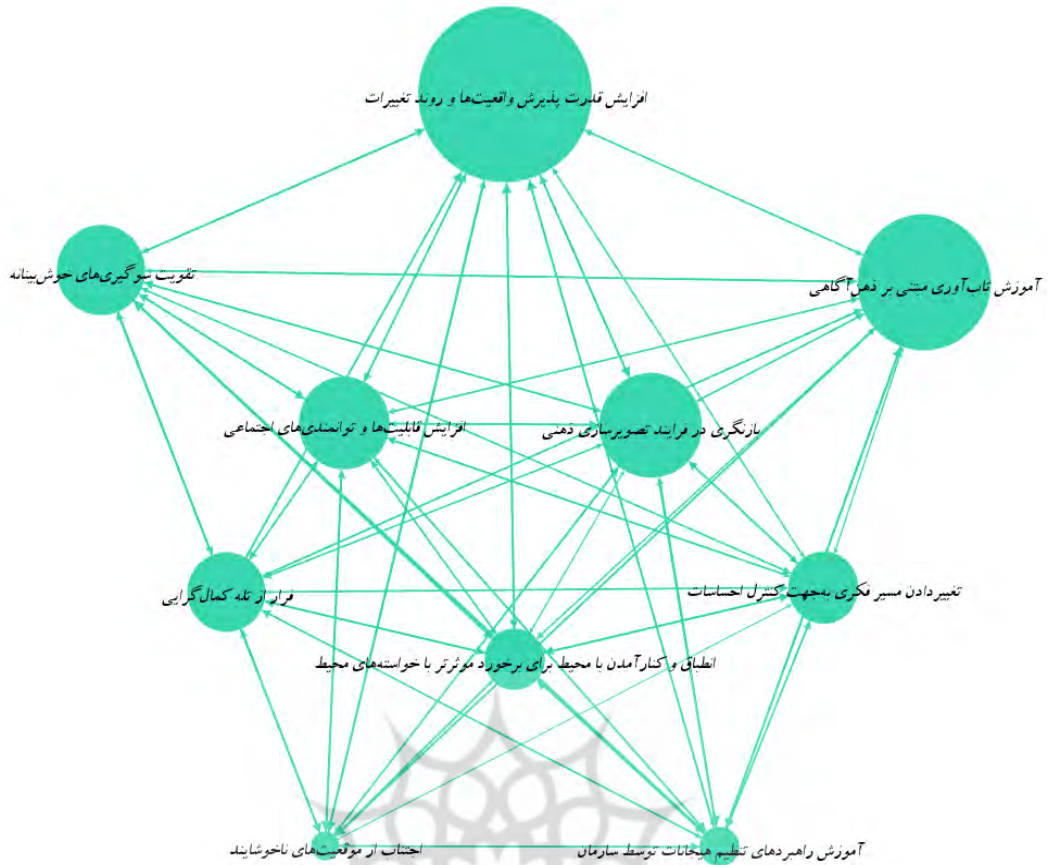 افزایش قدرت پذیرش واقعیت‌ها و روند تغییرات
تقویت سوگیری‌های خوش‌بینانه
آموزش تاب‌آوری مبتنی بر ذهن‌آگاهی
افزایش قابلیت‌ها و توانمندی‌های اجتماعی
بازنگری در فرایند تصویرسازی ذهنی
فرار از تله کمال‌گرایی
تغییردادن مسیر فکری به‌جهت کنترل احساسات
انطباق و کنارآمدن با محیط برای برخورد موثرتر با خواسته‌های محیط
اجتناب از موقعیت‌های ناخوشایند
آموزش راهبردهای تنظیم هیجانات توسط سازمان